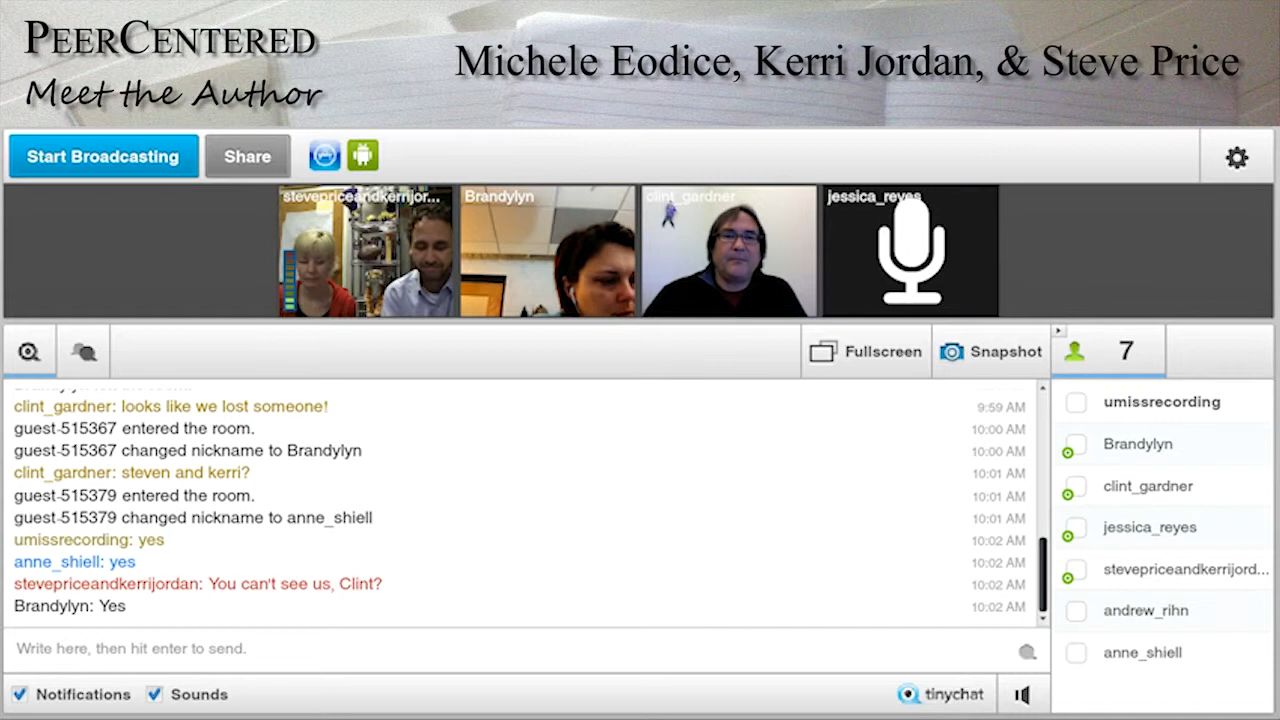 PEERCENTERED
Meet the Author
Michele Eodice, Kerri Jordan, & Steve Price
Start Broadcasting
Share
stevepriceandkerrijor...
Brandylyn
clint_gardner
jessica_reyes
Fullscreen
Snapshot
7
clint_gardner: looks like we lost someone! 9:59 AM
guest-515367 entered the room. 10:00 AM
guest-515367 changed nickname to Brandylyn 10:00 AM
clint_gardner: steven and kerri? 10:01 AM
guest-515379 entered the room. 10:01 AM
guest-515379 changed nickname to anne_shiell 10:01 AM
umissrecording: yes 10:02 AM
anne_shiell: yes 10:02 AM
stevepriceandkerrijordan: You can't see us, Clint? 10:02 AM
Brandylyn: Yes 10:02 AM
Write here, then hit enter to send.
Notifications
Sounds
tinychat
umissrecording
Brandylyn
clint_gardner
jessica_reyes
stevepriceandkerrijord...
andrew_rihn
anne_shiell